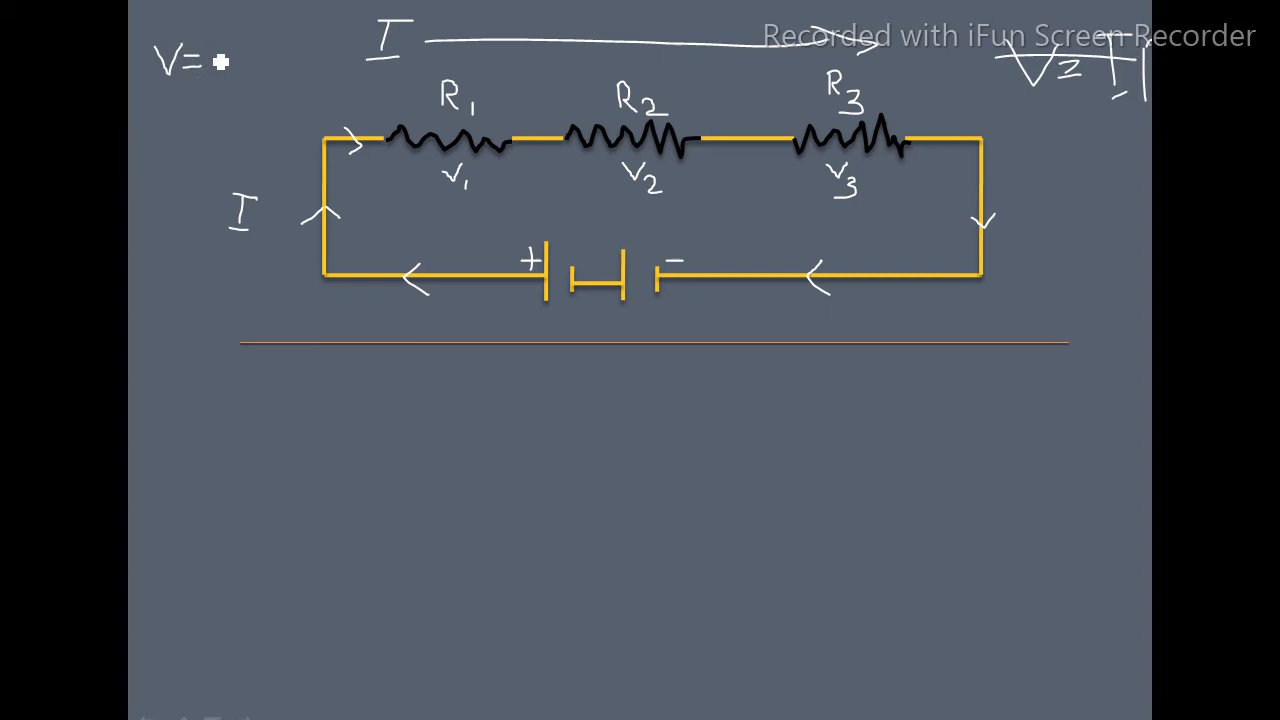 I
Recorded with iFun Screen Recorder
V=
V=I
R1
R2
R3
V1
V2
V3
I
+
-